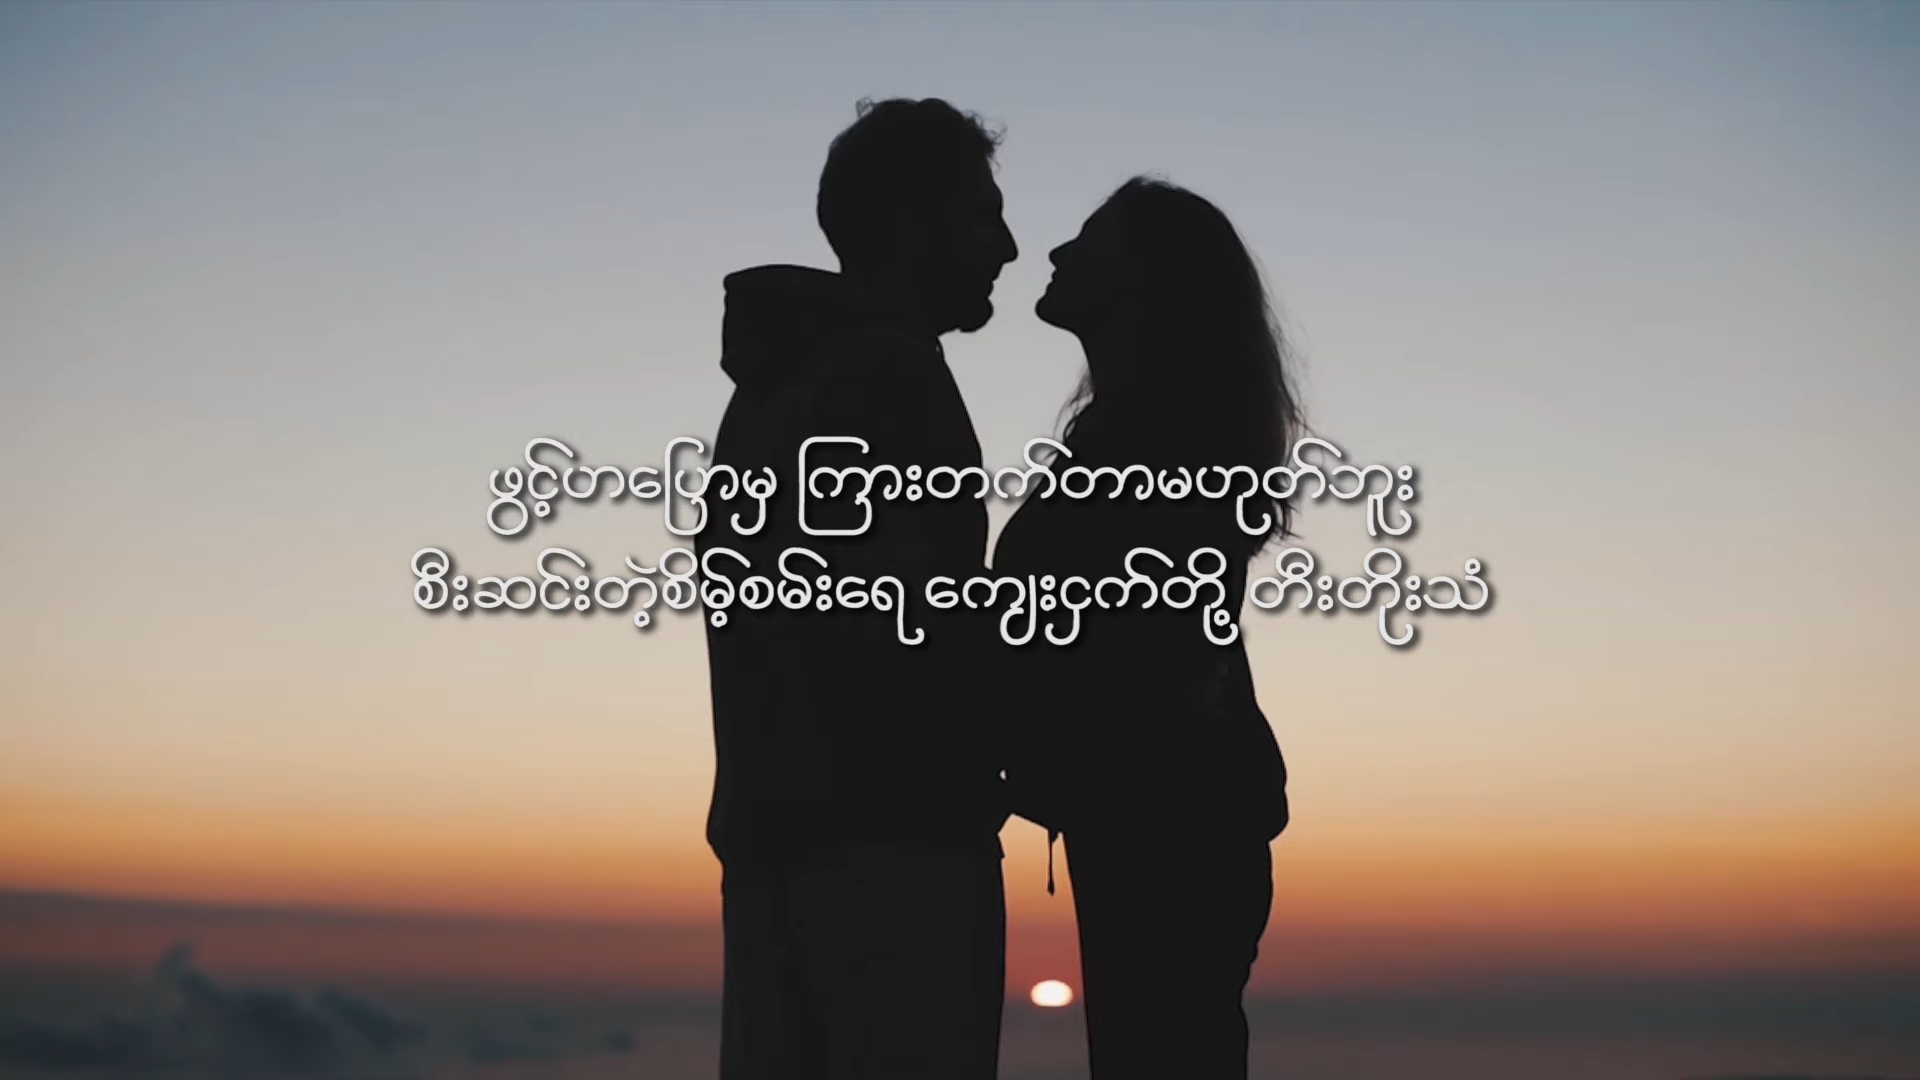 ဖွင့်ဟပြောမှ ကြားတက်တာမဟုတ်ဘူး
စီးဆင်းတဲ့စိမ့်စမ်းရေ ကျေးငှက်တို့ တီးတိုးသံ